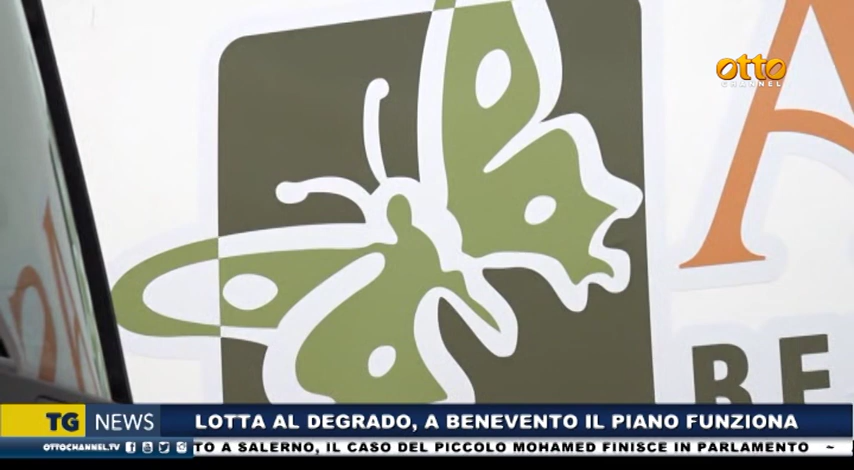 otto
CHANNEL
A
BE
TG NEWS
LOTTA AL DEGRADO, A BENEVENTO IL PIANO FUNZIONA
OTTOCHANNEL.TV
TO A SALERNO, IL CASO DEL PICCOLO MOHAMED FINISCE IN PARLAMENTO ~